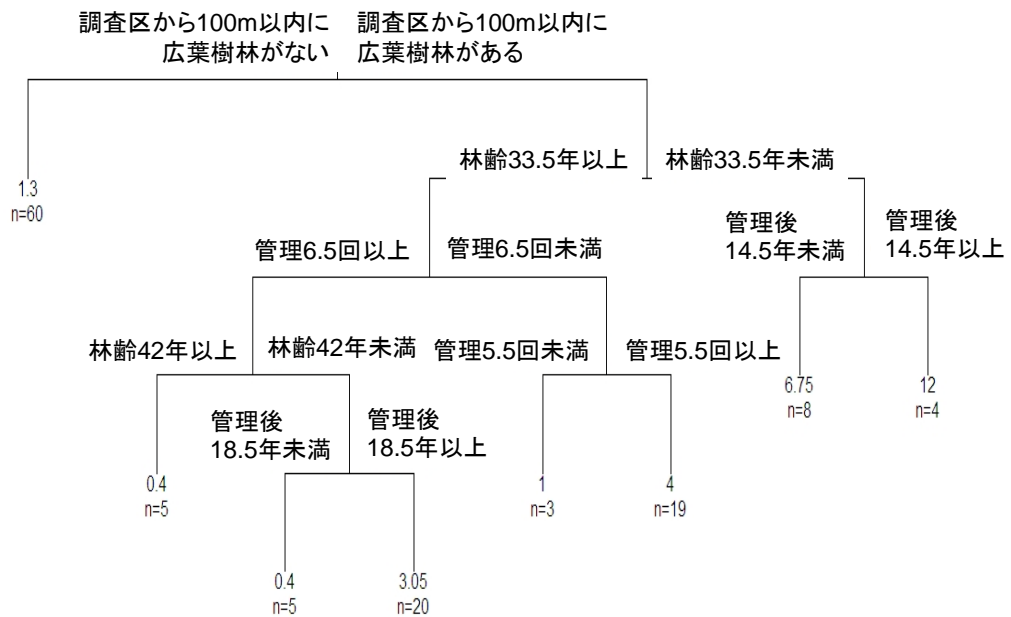 調査区から100m以内に
広葉樹林がない
調査区から100m以内に
広葉樹林がある
林齢33.5年以上
林齢33.5年未満
1.3
n=60
管理6.5回以上
管理6.5回未満
管理後
14.5年未満
管理後
14.5年以上
林齢42年以上
林齢42年未満
管理5.5回未満
管理5.5回以上
6.75
n=8
12
n=4
管理後
18.5年未満
管理後
18.5年以上
0.4
n=5
1
n=3
4
n=19
0.4
n=5
3.05
n=20